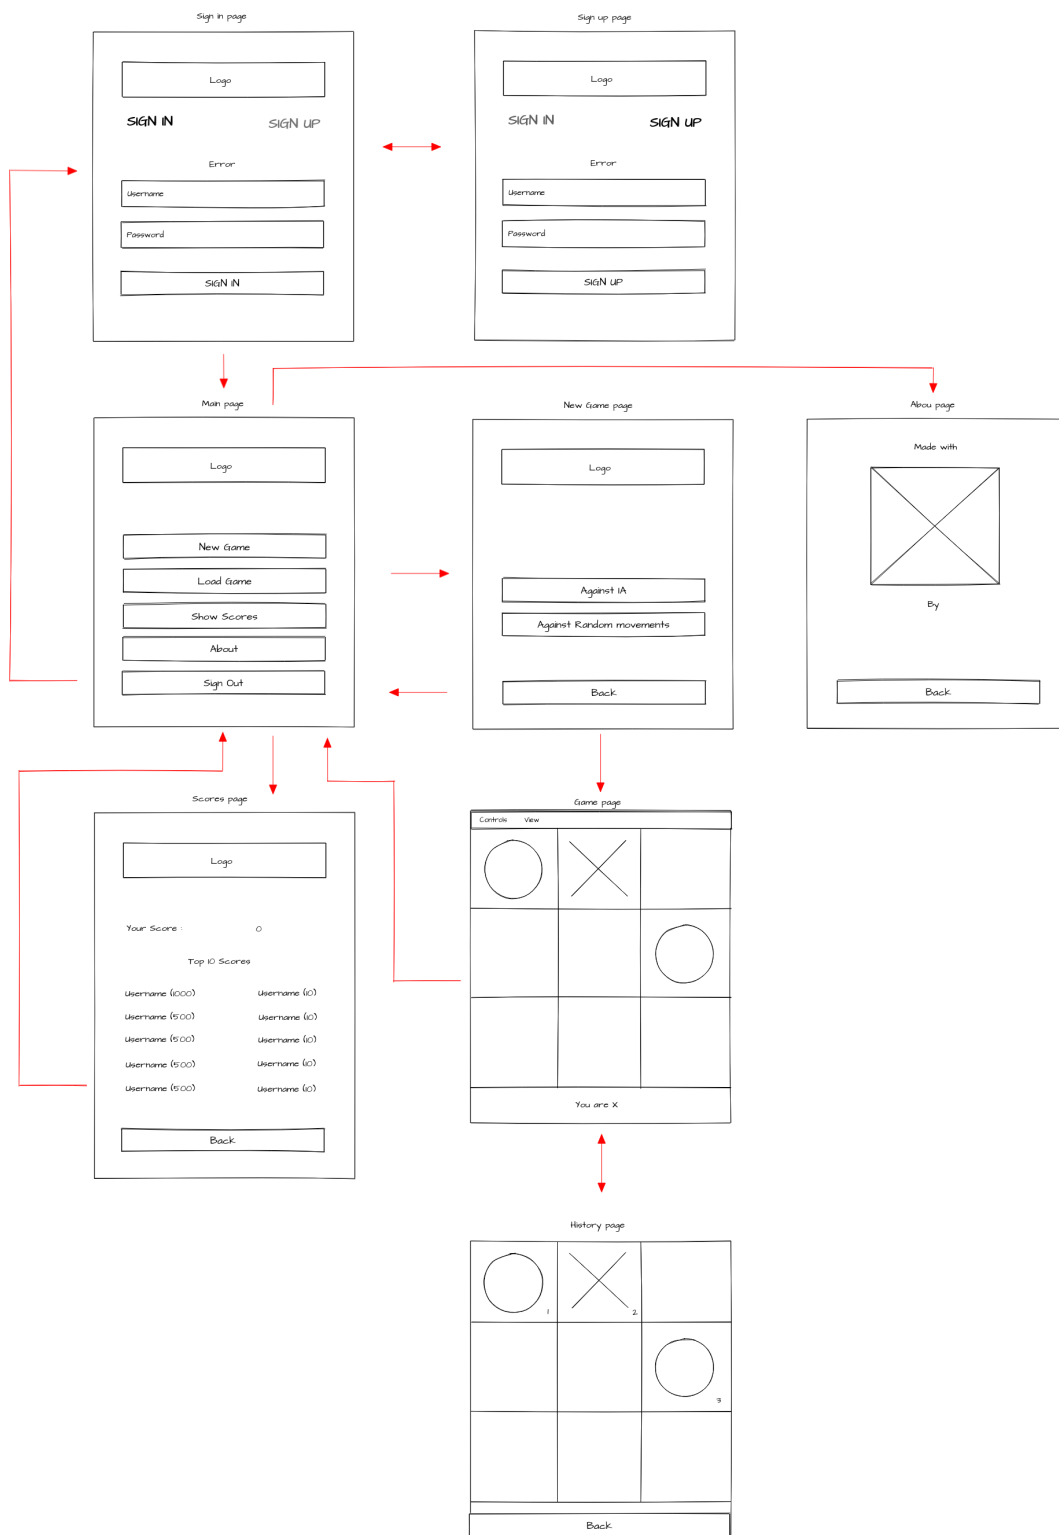 Sign in page
Logo
SIGN IN
SIGN UP
Error
Username
Password
SIGN IN
Sign up page
Logo
SIGN IN
SIGN UP
Error
Username
Password
SIGN UP
Main page
Logo
New Game
Load Game
Show Scores
About
Sign Out
New Game page
Logo
Against IA
Against Random movements
Back
Abou page
Made with
By
Back
Scores page
Logo
Your Score :
0
Top 10 Scores
Username (1000)
Username (10)
Username (500)
Username (10)
Username (500)
Username (10)
Username (500)
Username (10)
Username (500)
Username (10)
Back
Game page
Controls
View
You are X
History page
1
2
3
Back